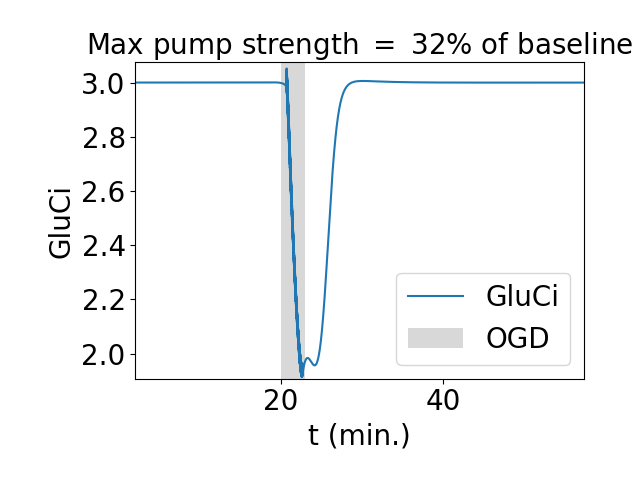 Max pump strength = 32% of baseline
3.0
2.8
2.6
2.4
2.2
2.0
GluCi
GluCi
OGD
20 40
t (min.)